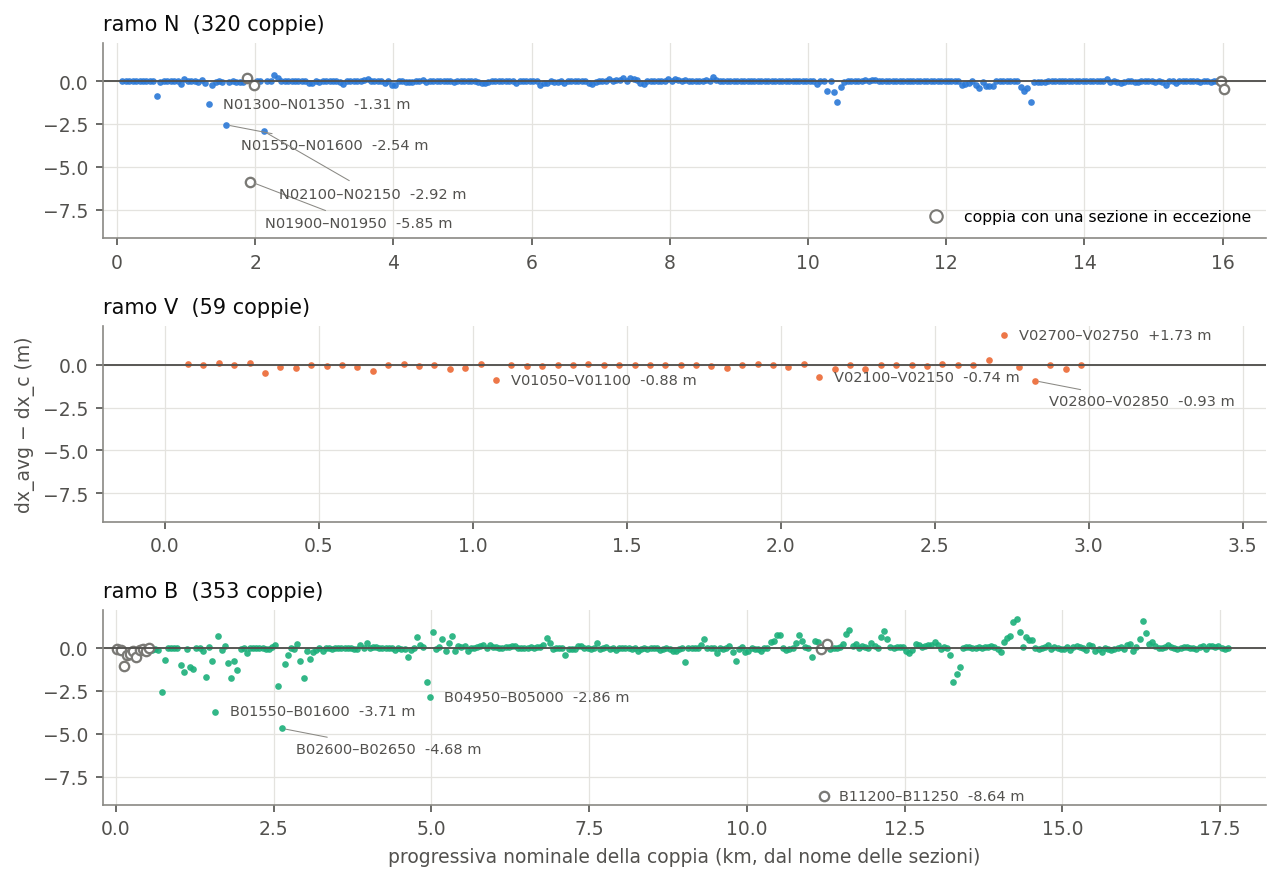 ramo N (320 coppie)
0.0
−2.5
−5.0
−7.5
N01300–N01350 -1.31 m
N01550–N01600 -2.54 m
N02100–N02150 -2.92 m
N01900–N01950 -5.85 m
coppia con una sezione in eccezione
0 2 4 6 8 10 12 14 16
ramo V (59 coppie)
dx_avg − dx_c (m)
0.0
−2.5
−5.0
−7.5
V02700–V02750 +1.73 m
V01050–V01100 -0.88 m
V02100–V02150 -0.74 m
V02800–V02850 -0.93 m
0.0 0.5 1.0 1.5 2.0 2.5 3.0 3.5
ramo B (353 coppie)
0.0
−2.5
−5.0
−7.5
B04950–B05000 -2.86 m
B01550–B01600 -3.71 m
B02600–B02650 -4.68 m
B11200–B11250 -8.64 m
0.0 2.5 5.0 7.5 10.0 12.5 15.0 17.5
progressiva nominale della coppia (km, dal nome delle sezioni)